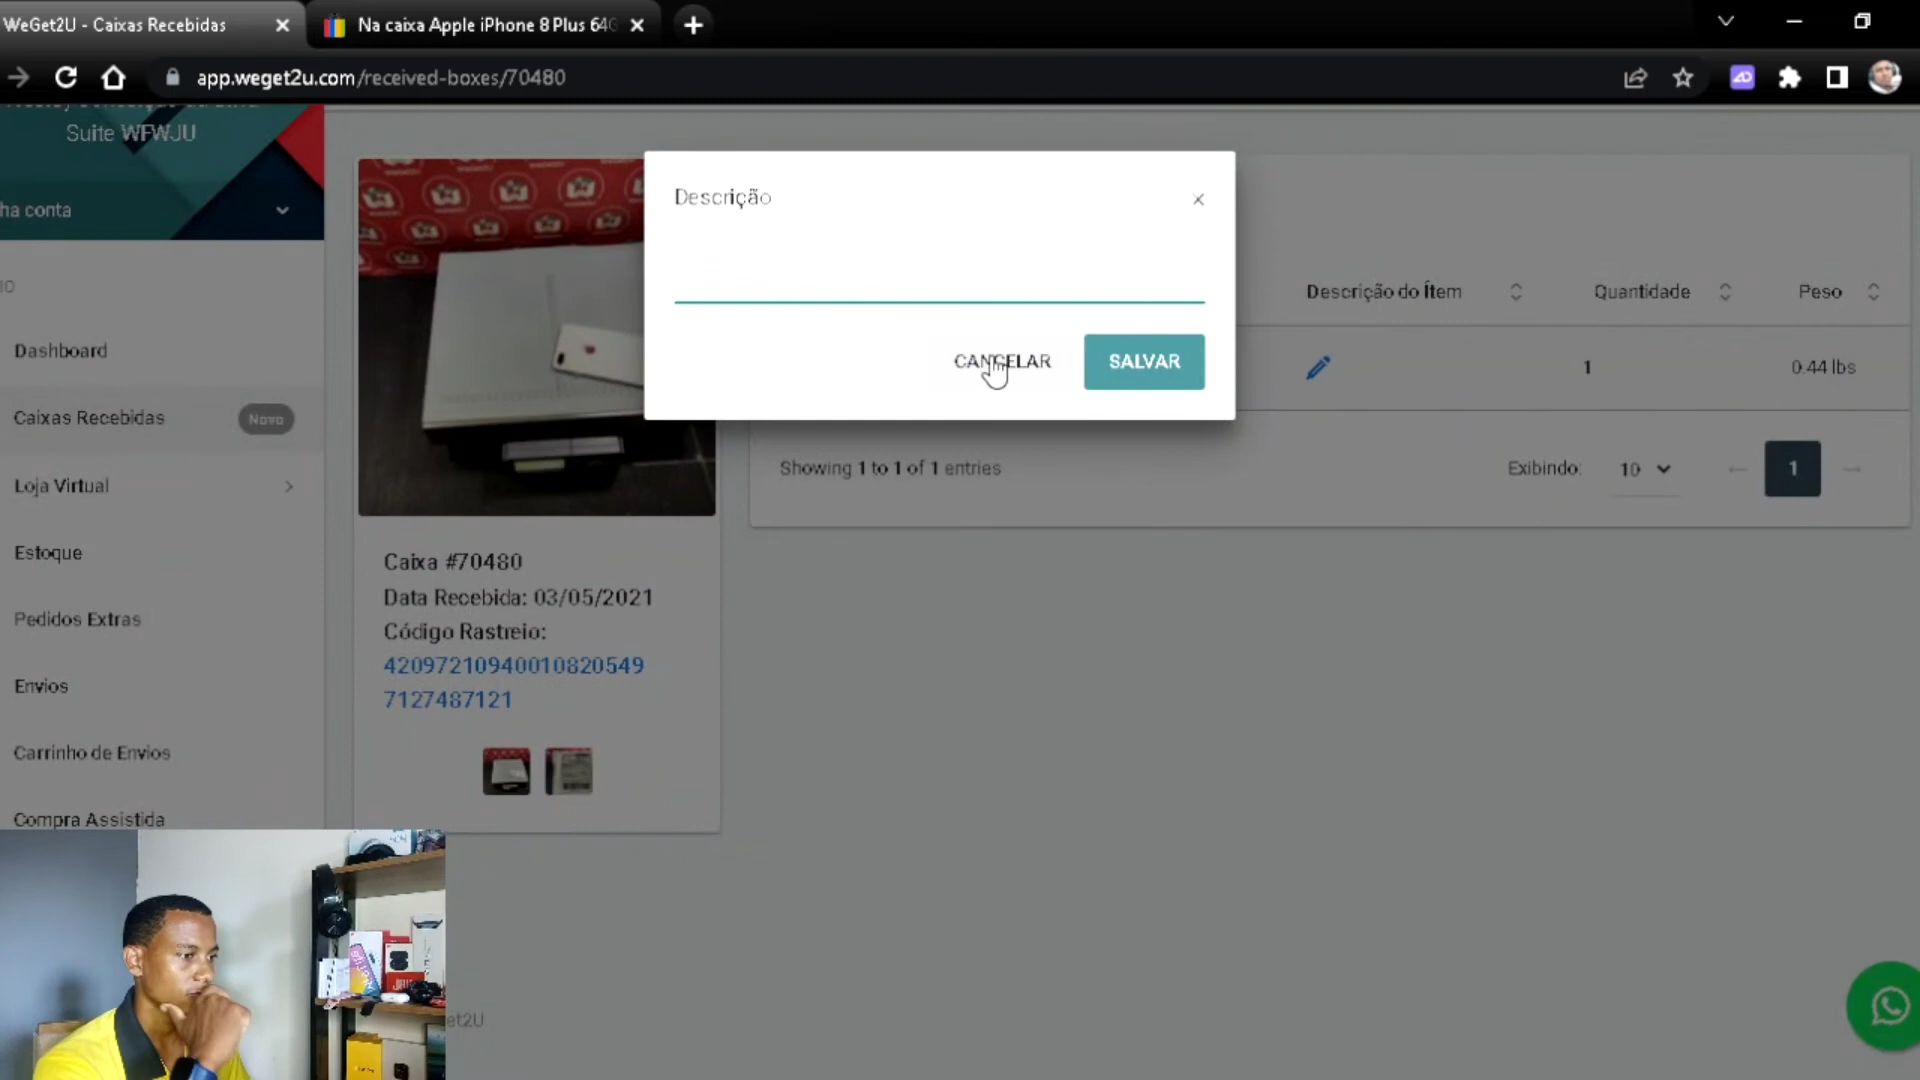 WeGet2U - Caixas Recebidas
Na caixa Apple iPhone 8 Plus 64G
app.weget2u.com/received-boxes/70480
Suite WFWJU
ha conta
Dashboard
Caixas Recebidas
Novo
Loja Virtual
Estoque
Pedidos Extras
Envios
Carrinho de Envios
Compra Assistida
Descrição
CANCELAR
SALVAR
Descrição do Ítem
Quantidade
Peso
1
0.44 lbs
Showing 1 to 1 of 1 entries
Exibindo:
10
1
Caixa #70480
Data Recebida: 03/05/2021
Código Rastreio:
42097210940010820549
7127487121
et2U